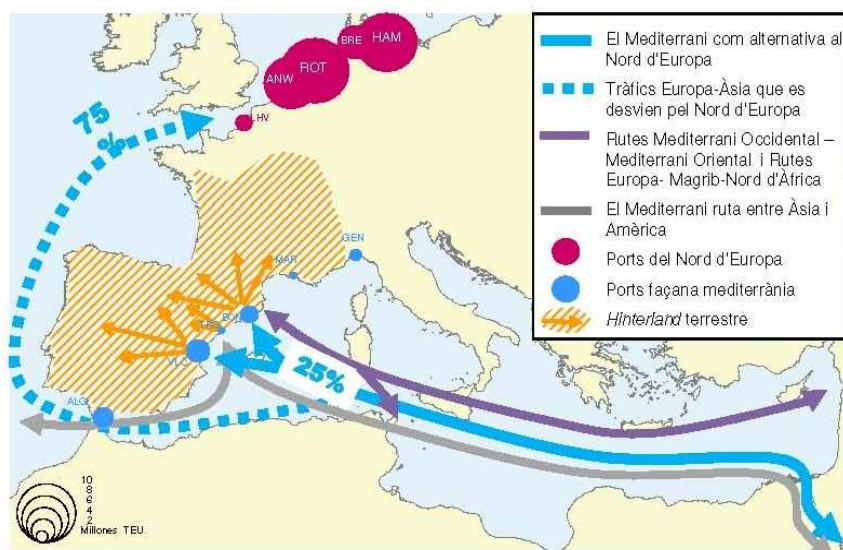 El Mediterrani com alternativa al
Nord d'Europa
Tràfics Europa-Àsia que es
desvien pel Nord d'Europa
Rutes Mediterrani Occidental –
Mediterrani Oriental i Rutes
Europa- Magrib-Nord d'Àfrica
El Mediterrani ruta entre Àsia i
Amèrica
Ports del Nord d'Europa
Ports façana mediterrània
Hinterland terrestre
HAM
BRE
ROT
ANW
LHV
75
%
GEN
MAR
VLC
25%
ALG
10
8
6
4
2
Millones TEU